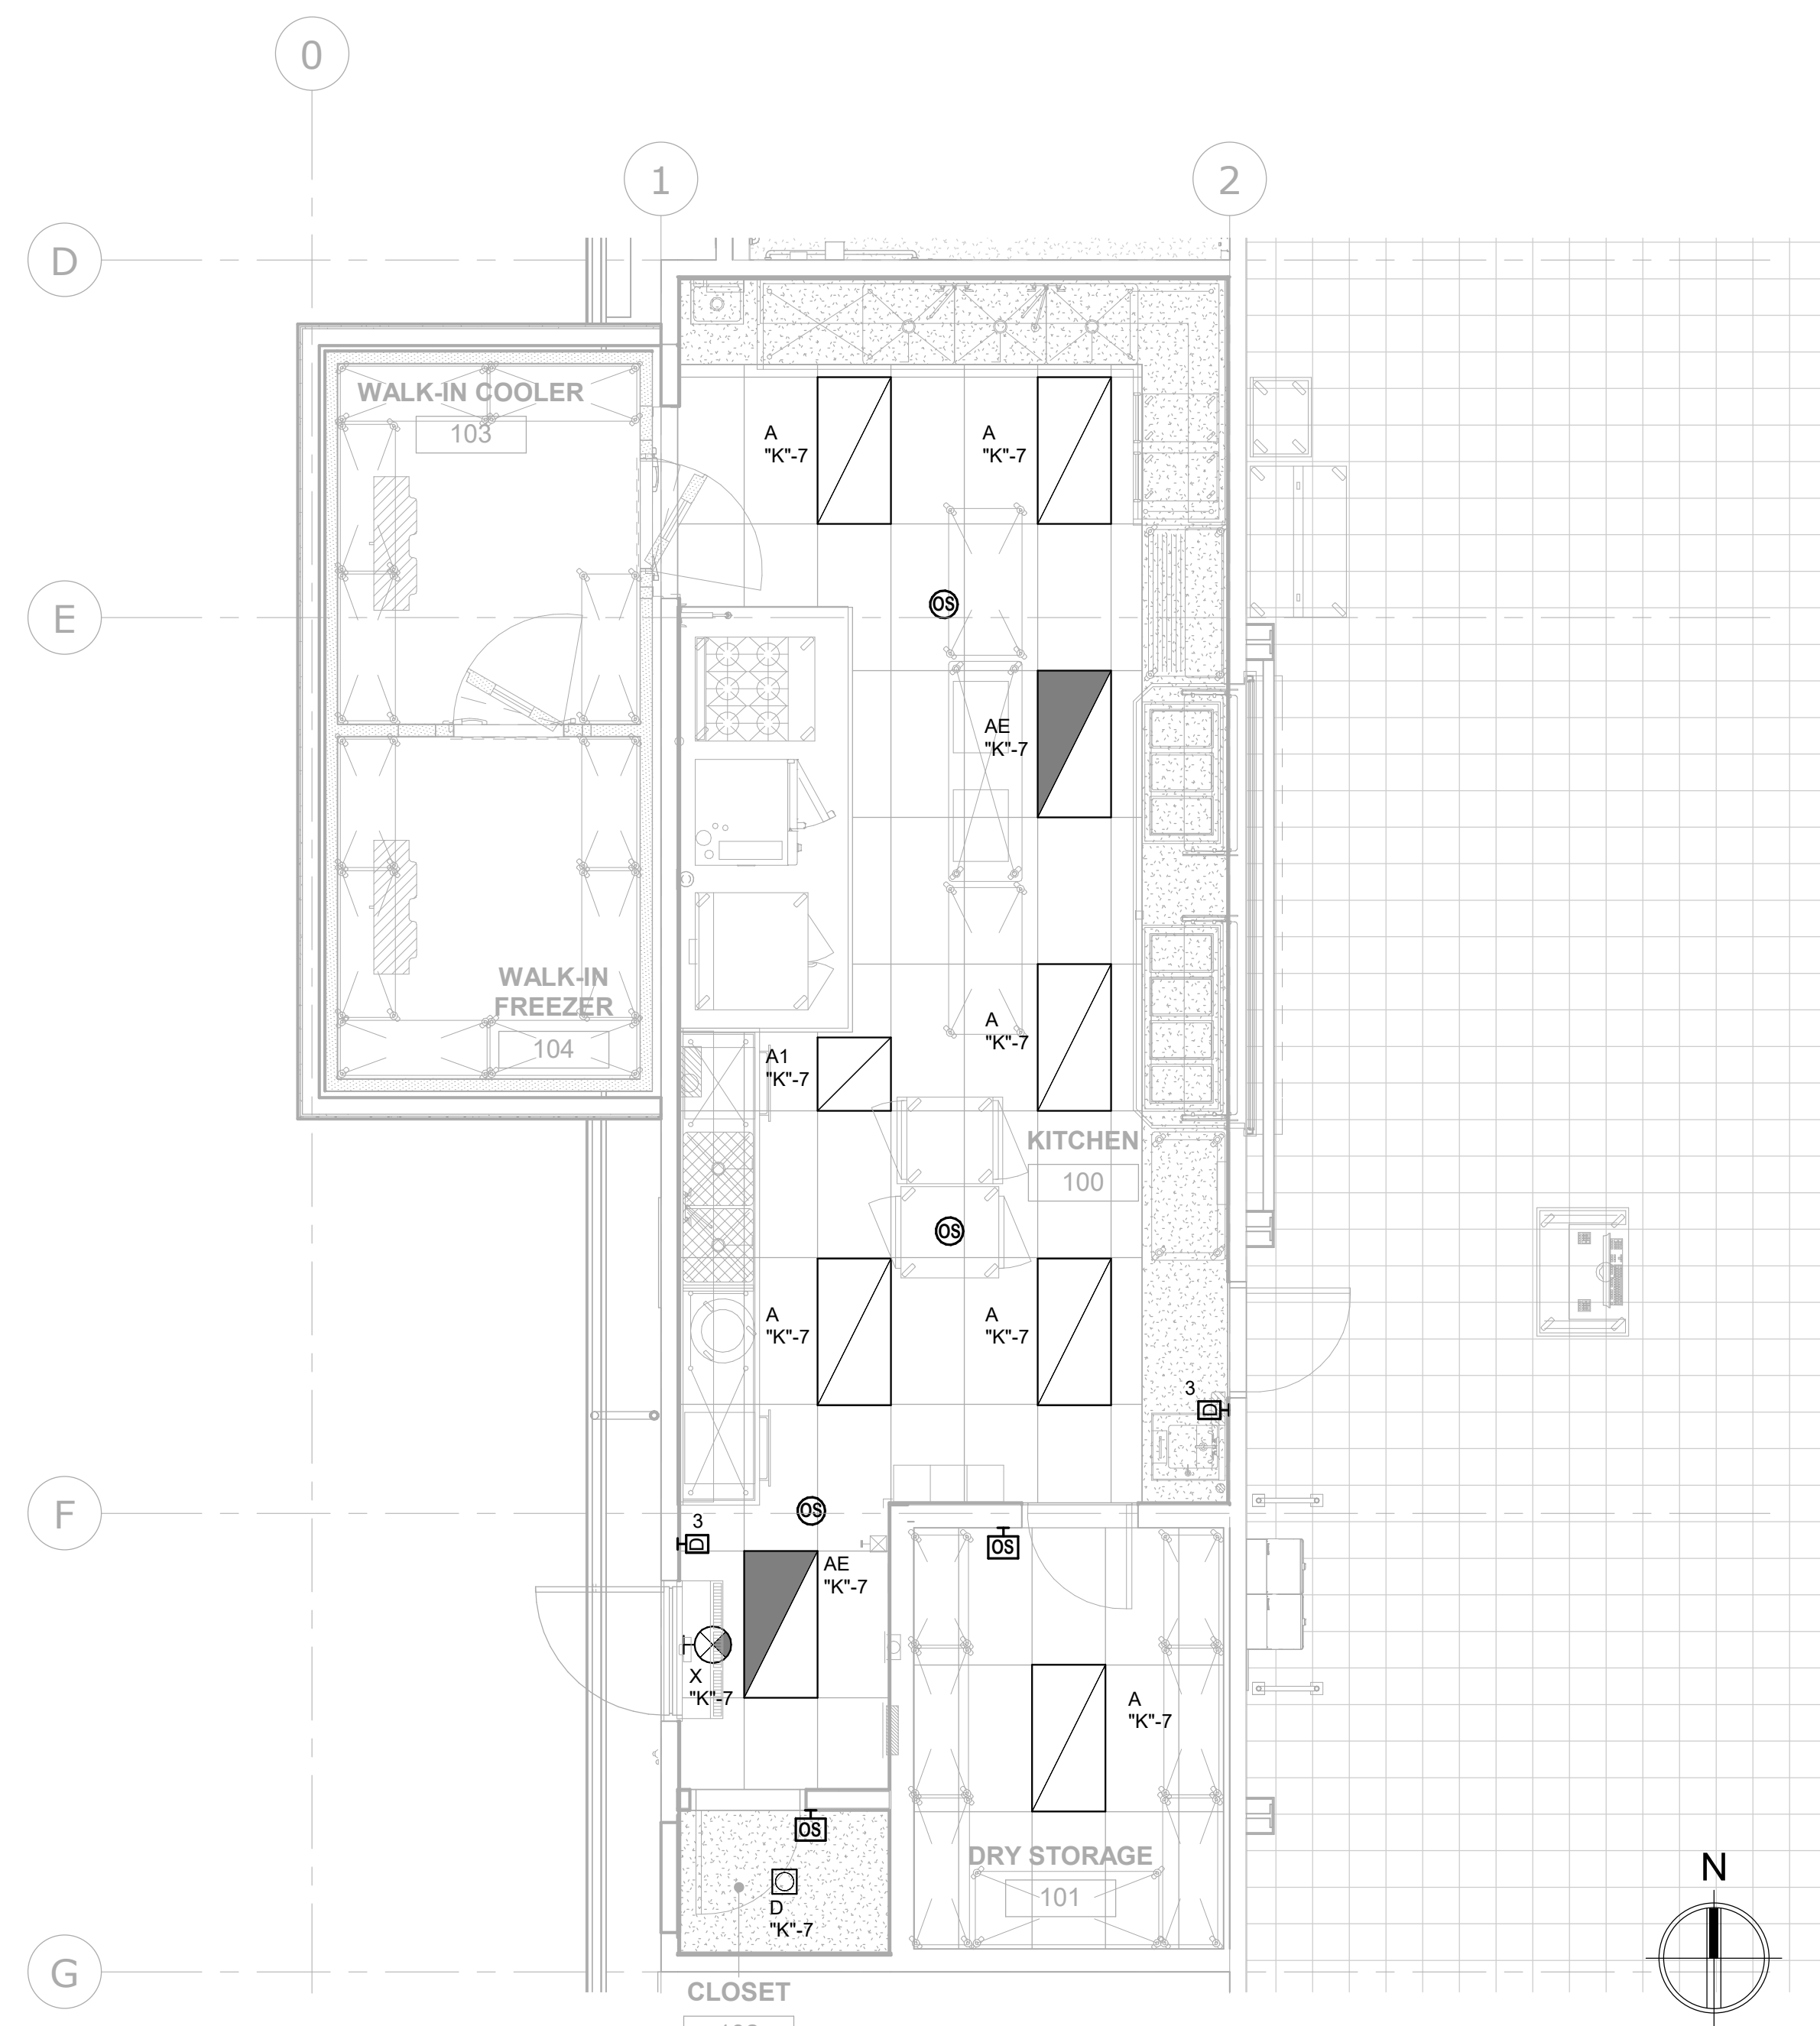 0
1
2
D
WALK-IN COOLER
103
A
"K"-7
A
"K"-7
OS
E
AE
"K"-7
WALK-IN
FREEZER
104
A
"K"-7
A1
"K"-7
KITCHEN
100
OS
A
"K"-7
A
"K"-7
3
D
F
OS
3
D
OS
AE
"K"-7
X
"K"-7
A
"K"-7
OS
DRY STORAGE
101
D
"K"-7
N
G
CLOSET